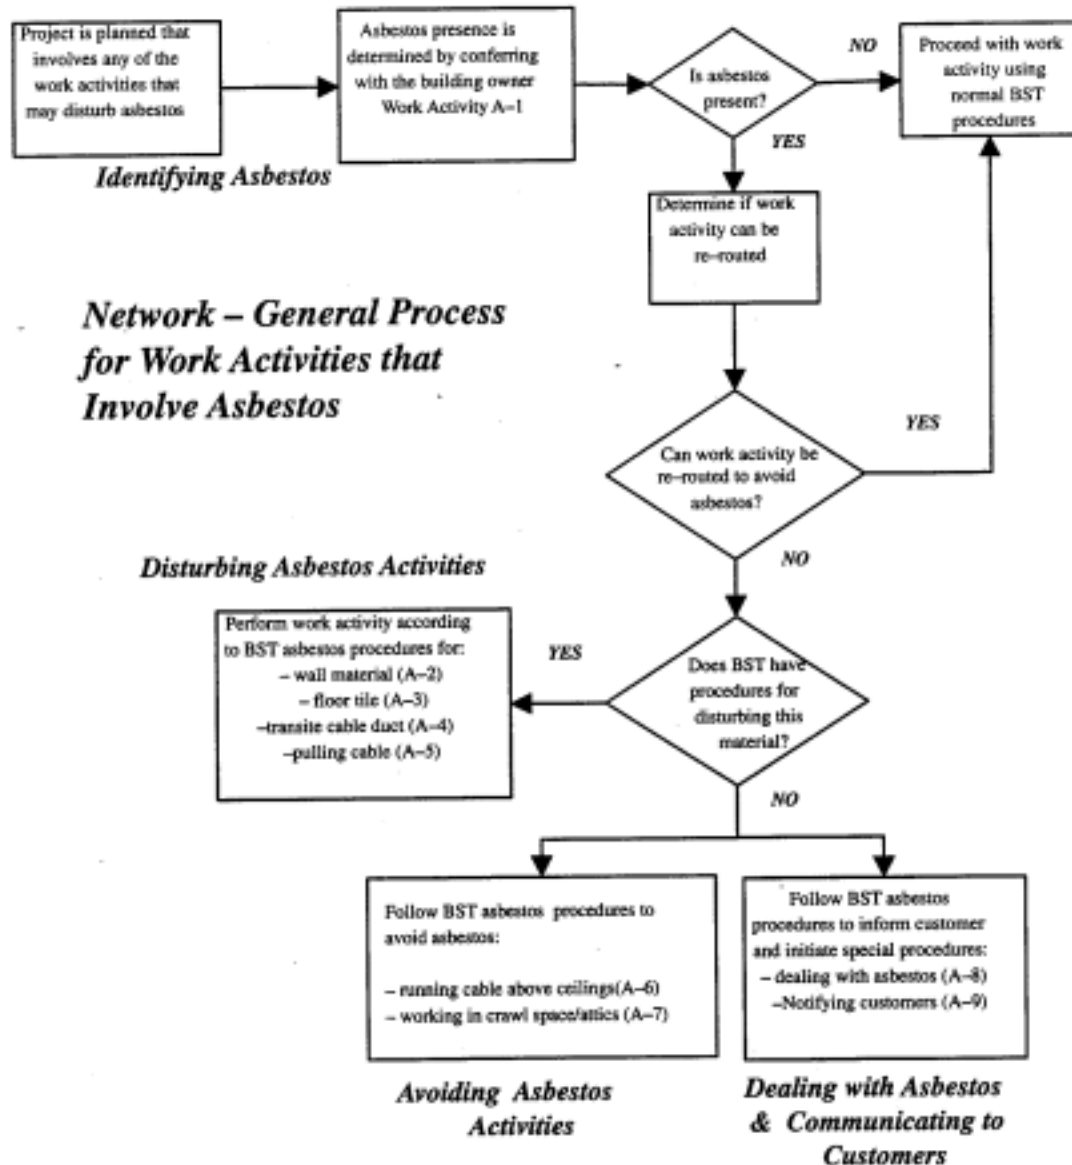 Project is planned that
involves any of the
work activities that
may disturb asbestos
Asbestos presence is
determined by conferring
with the building owner
Work Activity A–1
Is asbestos
present?
NO
Proceed with work
activity using
normal BST
procedures
Identifying Asbestos
YES
Determine if work
activity can be
re–routed
Network – General Process
for Work Activities that
Involve Asbestos
Can work activity be
re–routed to avoid
asbestos?
YES
NO
Disturbing Asbestos Activities
Perform work activity according
to BST asbestos procedures for:
– wall material (A–2)
– floor tile (A–3)
–transite cable duct (A–4)
–pulling cable (A–5)
YES
Does BST have
procedures for
disturbing this
material?
NO
Follow BST asbestos procedures to
avoid asbestos:
– running cable above ceilings(A–6)
– working in crawl space/attics (A–7)
Follow BST asbestos
procedures to inform customer
and initiate special procedures:
– dealing with asbestos (A–8)
–Notifying customers (A–9)
Avoiding Asbestos
Activities
Dealing with Asbestos
& Communicating to
Customers